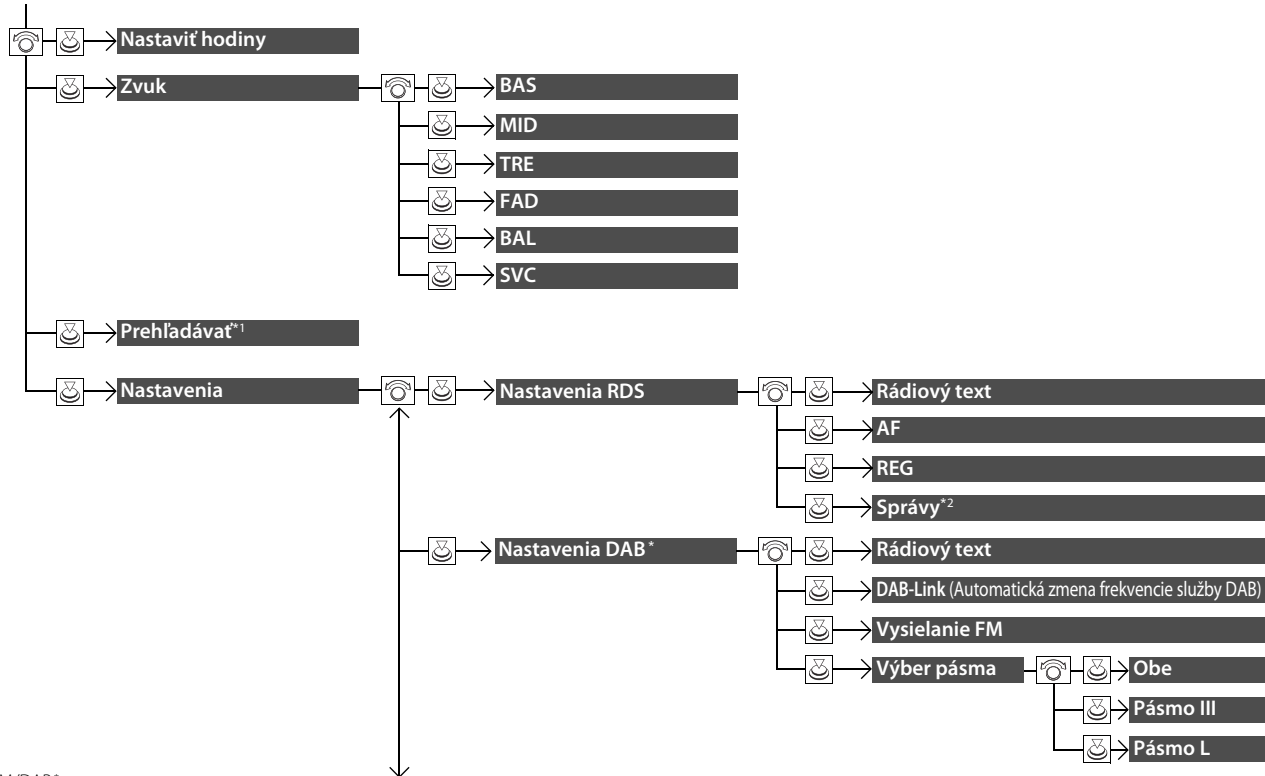 Nastaviť hodiny
Zvuk
BAS
MID
TRE
FAD
BAL
SVC
Prehľadávať*1
Nastavenia
Nastavenia RDS
Rádiový text
AF
REG
Správy*2
Nastavenia DAB*
Rádiový text
DAB-Link (Automatická zmena frekvencie služby DAB)
Vysielanie FM
Výber pásma
Obe
Pásmo III
Pásmo L